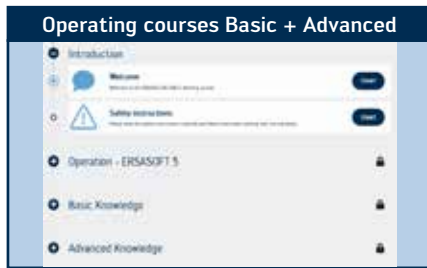 Operating courses Basic + Advanced
Introduction
Welcome
START
Safety instructions
START
Operation - ERSASOFT 5
Basic Knowledge
Advanced Knowledge